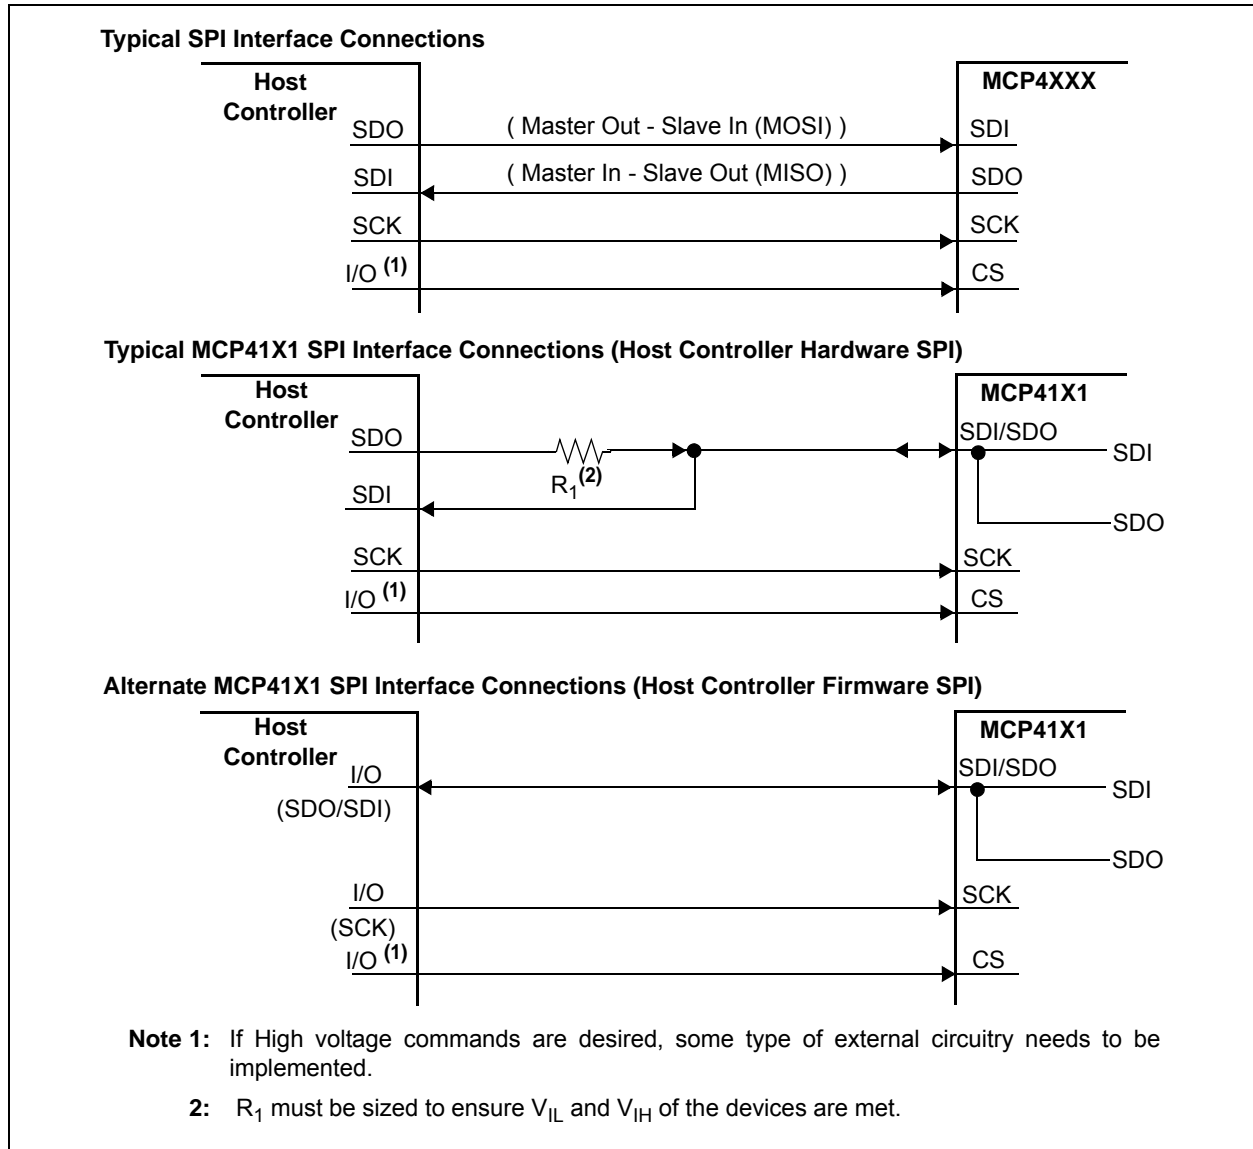 Typical SPI Interface Connections
Host
Controller
MCP4XXX
SDO
( Master Out - Slave In (MOSI) )
SDI
SDI
( Master In - Slave Out (MISO) )
SDO
SCK
SCK
I/O (1)
CS
Typical MCP41X1 SPI Interface Connections (Host Controller Hardware SPI)
Host
Controller
MCP41X1
SDO
SDI/SDO
SDI
R1(2)
SDI
SDO
SCK
SCK
I/O (1)
CS
Alternate MCP41X1 SPI Interface Connections (Host Controller Firmware SPI)
Host
Controller
MCP41X1
I/O
(SDO/SDI)
SDI/SDO
SDI
SDO
I/O
(SCK)
SCK
I/O (1)
CS
Note 1: If High voltage commands are desired, some type of external circuitry needs to be
implemented.
2: R1 must be sized to ensure VIL and VIH of the devices are met.